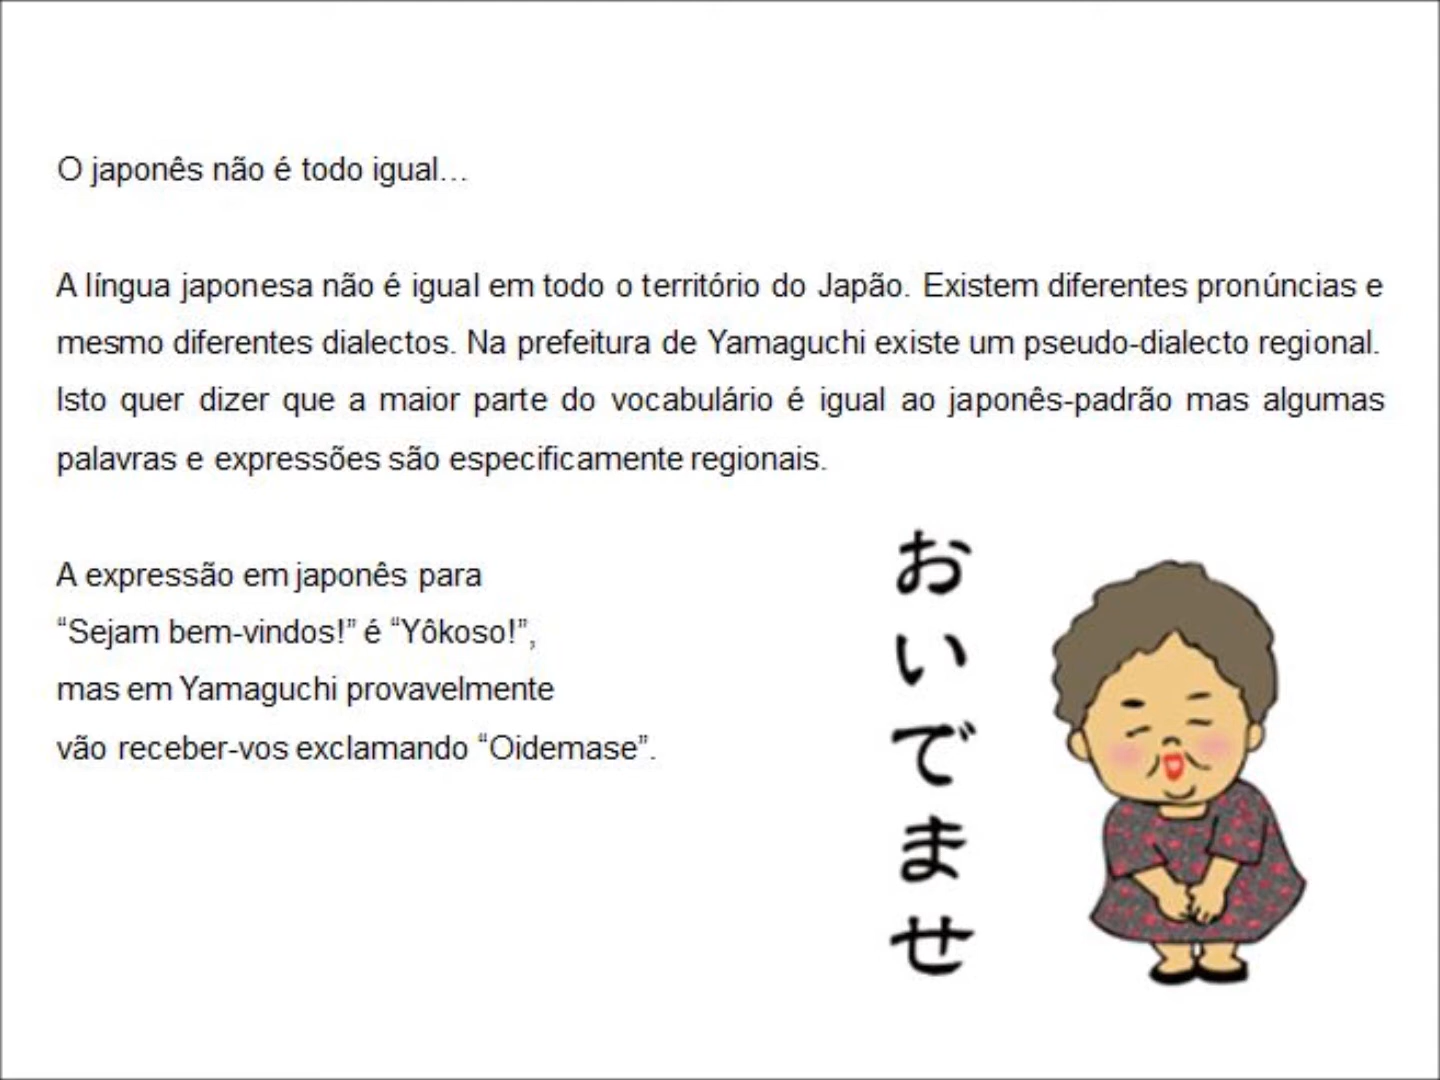 O japonês não é todo igual...
A língua japonesa não é igual em todo o território do Japão. Existem diferentes pronúncias e
mesmo diferentes dialectos. Na prefeitura de Yamaguchi existe um pseudo-dialecto regional.
Isto quer dizer que a maior parte do vocabulário é igual ao japonês-padrão mas algumas
palavras e expressões são especificamente regionais.
A expressão em japonês para
“Sejam bem-vindos!” é “Yôkoso!”,
mas em Yamaguchi provavelmente
vão receber-vos exclamando “Oidemase”.
おいでませ